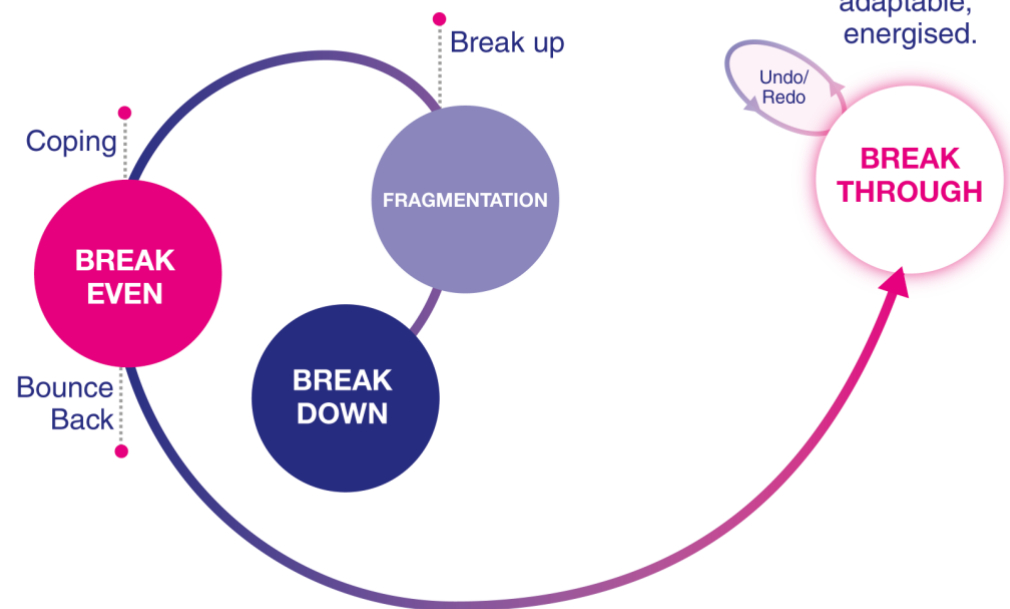 adaptable,
energised.
Break up
Undo/
Redo
Coping
BREAK
THROUGH
FRAGMENTATION
BREAK
EVEN
BREAK
DOWN
Bounce
Back